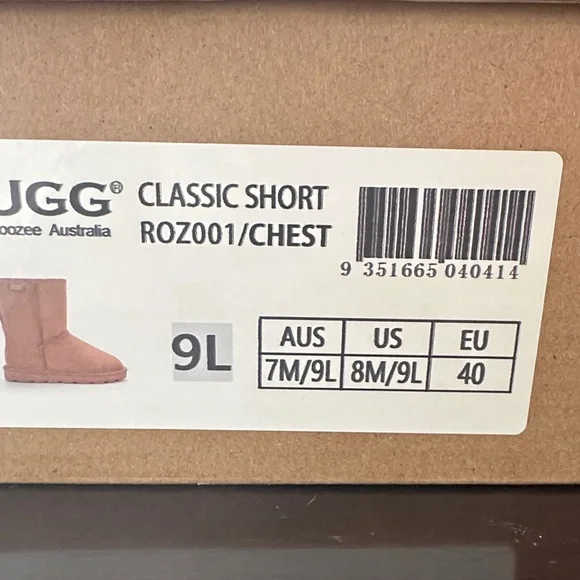 UGG® CLASSIC SHORT
oozee Australia ROZ001/CHEST
9 351665 040414
9L
AUS US EU
7M/9L 8M/9L 40